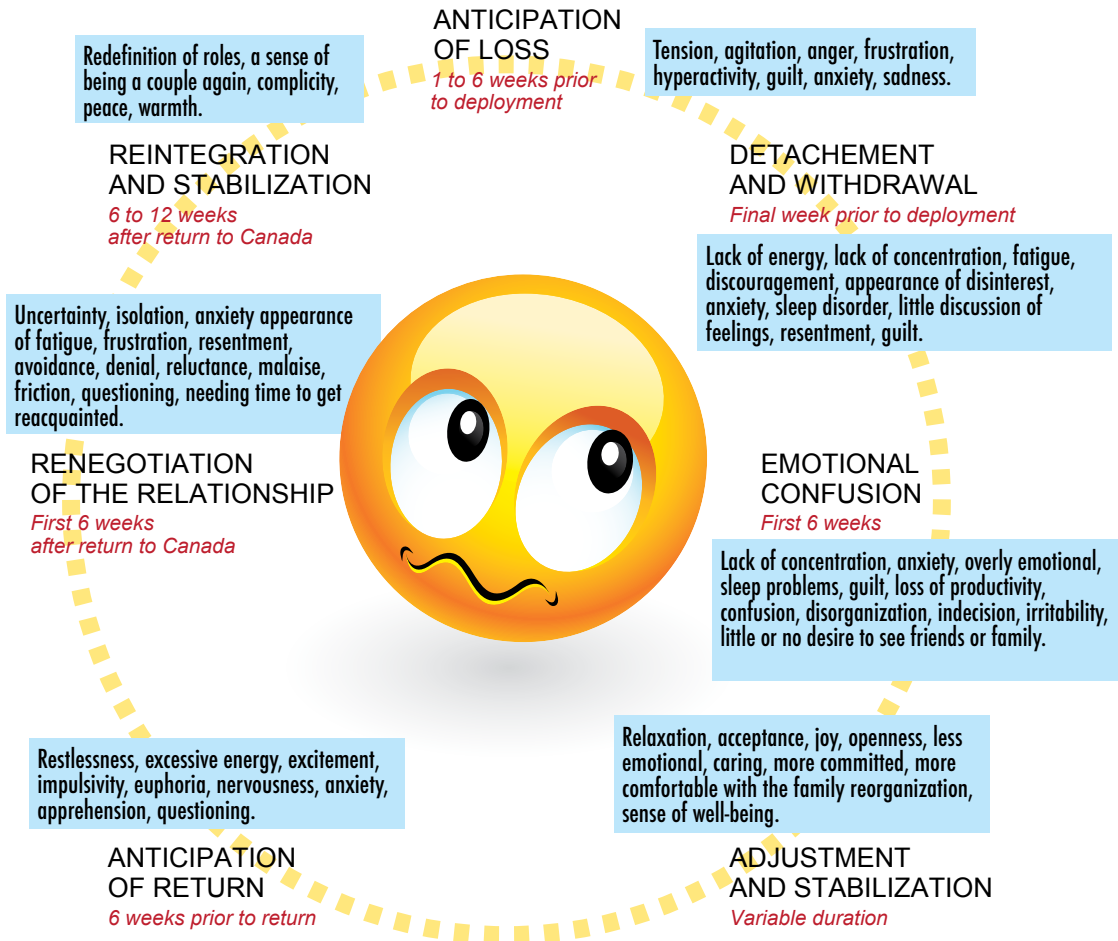 ANTICIPATION
OF LOSS
1 to 6 weeks prior
to deployment
Tension, agitation, anger, frustration,
hyperactivity, guilt, anxiety, sadness.
DETACHEMENT
AND WITHDRAWAL
Final week prior to deployment
Lack of energy, lack of concentration, fatigue,
discouragement, appearance of disinterest,
anxiety, sleep disorder, little discussion of
feelings, resentment, guilt.
EMOTIONAL
CONFUSION
First 6 weeks
Lack of concentration, anxiety, overly emotional,
sleep problems, guilt, loss of productivity,
confusion, disorganization, indecision, irritability,
little or no desire to see friends or family.
Relaxation, acceptance, joy, openness, less
emotional, caring, more committed, more
comfortable with the family reorganization,
sense of well-being.
ADJUSTMENT
AND STABILIZATION
Variable duration
Restlessness, excessive energy, excitement,
impulsivity, euphoria, nervousness, anxiety,
apprehension, questioning.
ANTICIPATION
OF RETURN
6 weeks prior to return
Uncertainty, isolation, anxiety appearance
of fatigue, frustration, resentment,
avoidance, denial, reluctance, malaise,
friction, questioning, needing time to get
reacquainted.
RENEGOTIATION
OF THE RELATIONSHIP
First 6 weeks
after return to Canada
Redefinition of roles, a sense of
being a couple again, complicity,
peace, warmth.
REINTEGRATION
AND STABILIZATION
6 to 12 weeks
after return to Canada